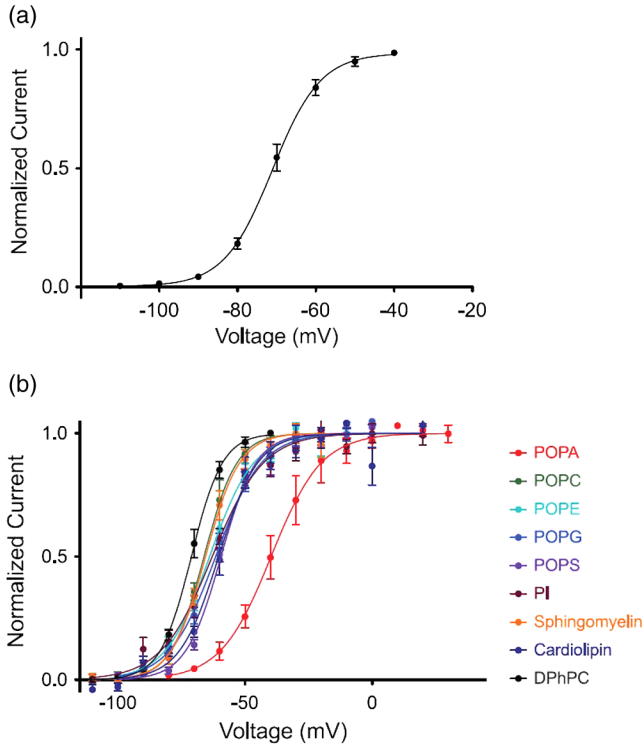 (a)
Normalized Current
1.0
0.5
0.0
-100 -80 -60 -40 -20
Voltage (mV)
(b)
Normalized Current
1.0
0.5
0.0
-100 -50 0
Voltage (mV)
POPA
POPC
POPE
POPG
POPS
PI
Sphingomyelin
Cardiolipin
DPhPC